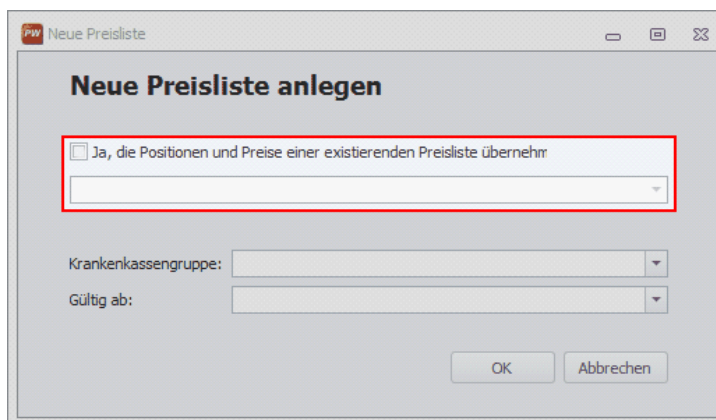 PW Neue Preisliste
Neue Preisliste anlegen
Ja, die Positionen und Preise einer existierenden Preisliste übernehm
Krankenkassengruppe:
Gültig ab:
OK Abbrechen